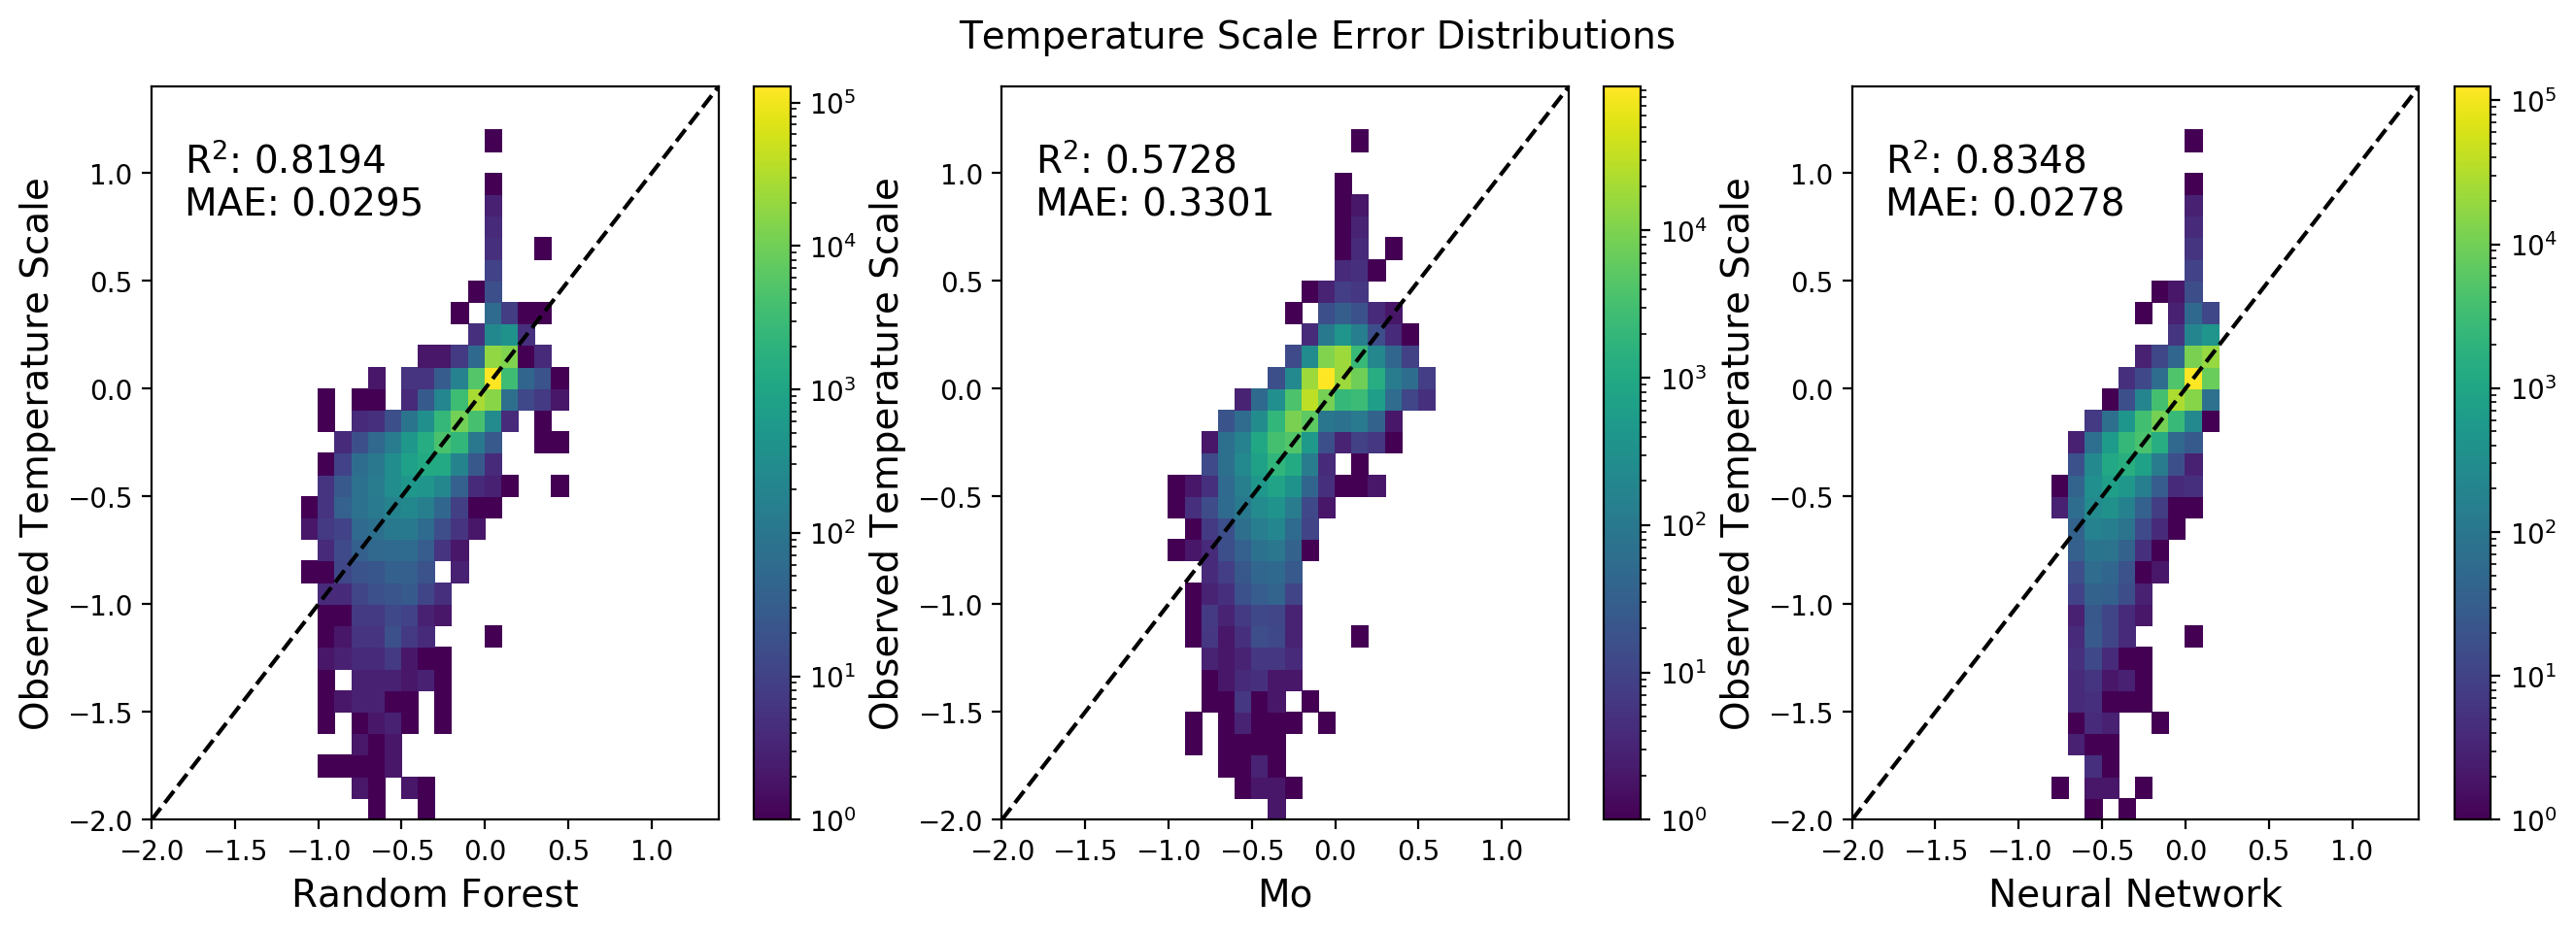 Temperature Scale Error Distributions
Observed Temperature Scale
1.0
0.5
0.0
−0.5
−1.0
−1.5
−2.0
R²: 0.8194
MAE: 0.0295
−2.0 −1.5 −1.0 −0.5 0.0 0.5 1.0
Random Forest
10⁵
10⁴
10³
10²
10¹
10⁰
Observed Temperature Scale
1.0
0.5
0.0
−0.5
−1.0
−1.5
−2.0
R²: 0.5728
MAE: 0.3301
−2.0 −1.5 −1.0 −0.5 0.0 0.5 1.0
Mo
10⁴
10³
10²
10¹
10⁰
Observed Temperature Scale
1.0
0.5
0.0
−0.5
−1.0
−1.5
−2.0
R²: 0.8348
MAE: 0.0278
−2.0 −1.5 −1.0 −0.5 0.0 0.5 1.0
Neural Network
10⁵
10⁴
10³
10²
10¹
10⁰